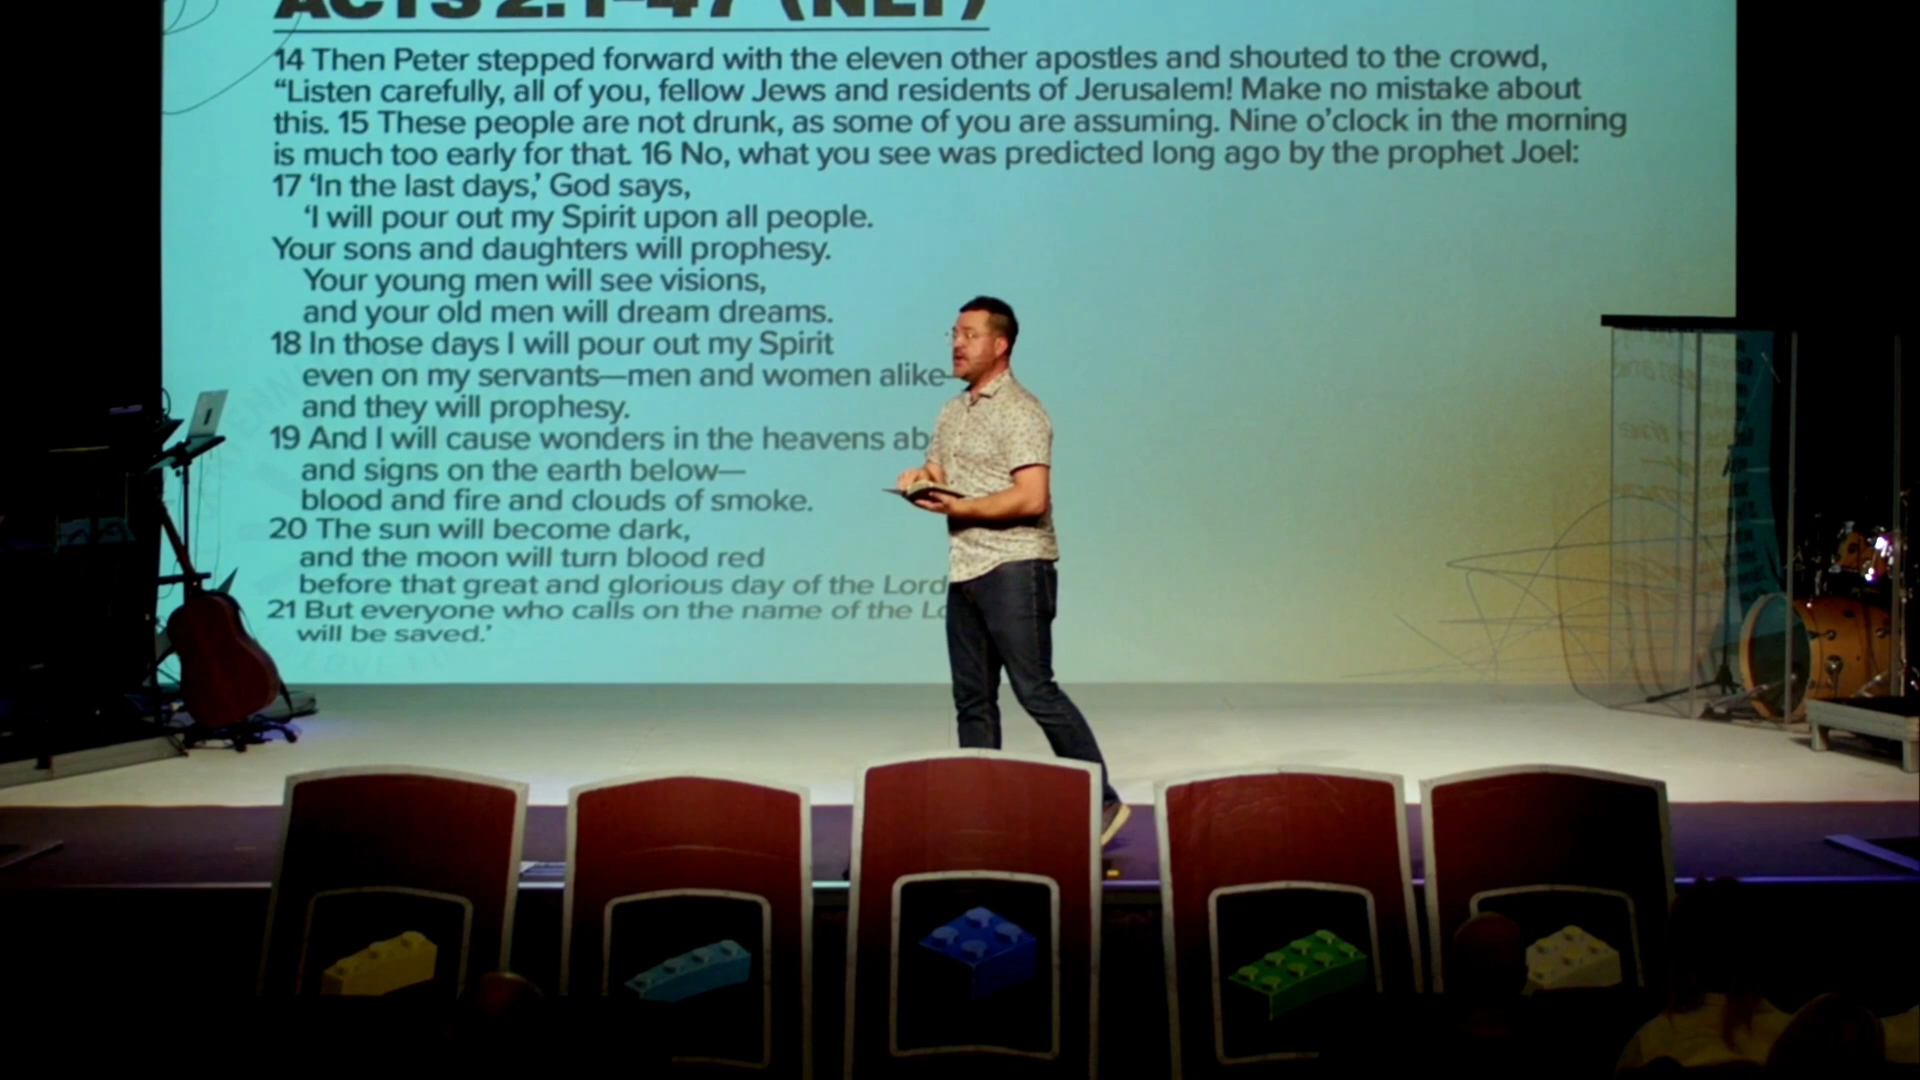 ACTS 2:1-47 (NLT)
14 Then Peter stepped forward with the eleven other apostles and shouted to the crowd,
“Listen carefully, all of you, fellow Jews and residents of Jerusalem! Make no mistake about
this. 15 These people are not drunk, as some of you are assuming. Nine o’clock in the morning
is much too early for that. 16 No, what you see was predicted long ago by the prophet Joel:
17 ‘In the last days,’ God says,
‘I will pour out my Spirit upon all people.
Your sons and daughters will prophesy.
Your young men will see visions,
and your old men will dream dreams.
18 In those days I will pour out my Spirit
even on my servants—men and women alike—
and they will prophesy.
19 And I will cause wonders in the heavens
and signs on the earth below—
blood and fire and clouds of smoke.
20 The sun will become dark,
and the moon will turn blood red
before that great and glorious day of the Lord
21 But everyone who calls on the name of the
will be saved.’